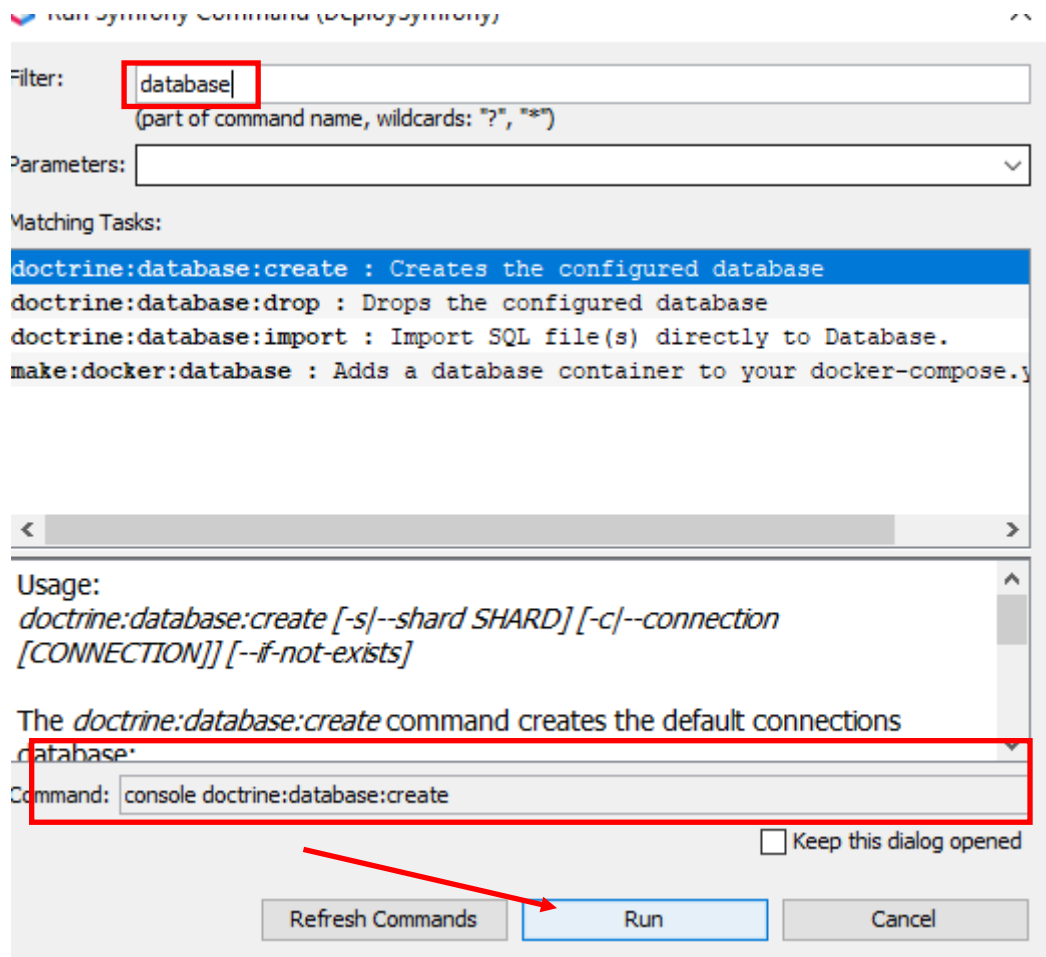 Run Symfony Command (DeploySymfony)
Filter: database
(part of command name, wildcards: "?", "*")
Parameters:
Matching Tasks:
doctrine:database:create : Creates the configured database
doctrine:database:drop : Drops the configured database
doctrine:database:import : Import SQL file(s) directly to Database.
make:docker:database : Adds a database container to your docker-compose.y
Usage:
doctrine:database:create [-s|--shard SHARD] [-c|--connection
[CONNECTION]] [--if-not-exists]
The doctrine:database:create command creates the default connections
database:
Command: console doctrine:database:create
Keep this dialog opened
Refresh Commands Run Cancel